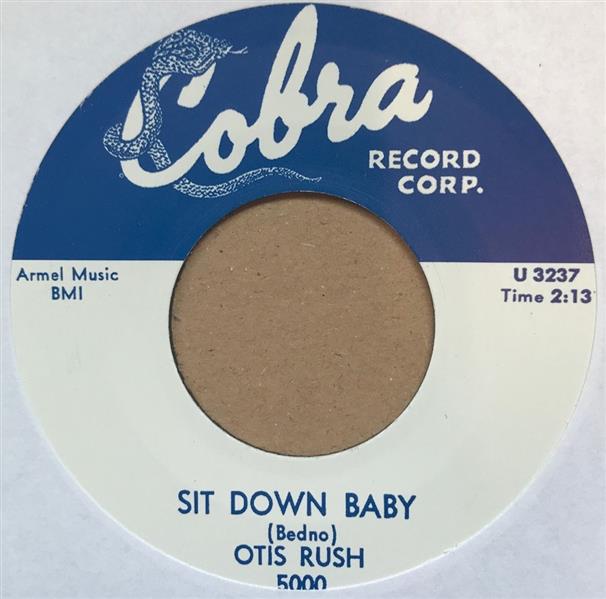 Cobra
RECORD
CORP.
Armel Music
BMI
U 3237
Time 2:13
SIT DOWN BABY
(Bedno)
OTIS RUSH
5000